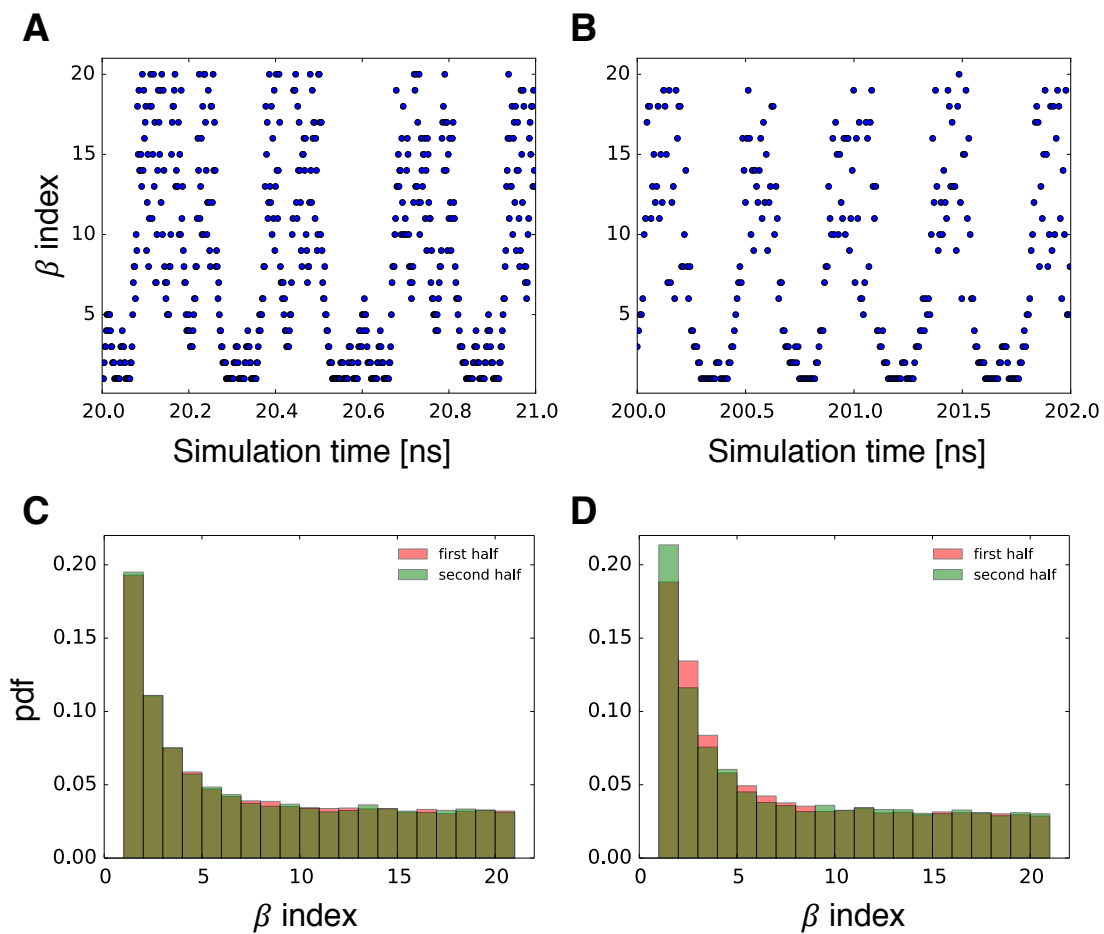 A
B
20
15
10
5
β index
20.0 20.2 20.4 20.6 20.8 21.0
Simulation time [ns]
20
15
10
5
200.0 200.5 201.0 201.5 202.0
Simulation time [ns]
C
D
0.20
0.15
0.10
0.05
0.00
pdf
first half
second half
0 5 10 15 20
β index
0.20
0.15
0.10
0.05
0.00
first half
second half
0 5 10 15 20
β index